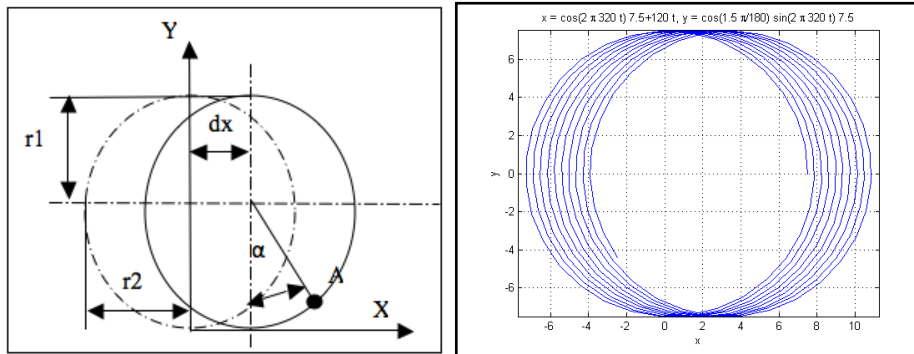 Y
dx
r1
α
A
r2
X
x = cos(2 π 320 t) 7.5+120 t, y = cos(1.5 π/180) sin(2 π 320 t) 7.5
6
4
2
0
-2
-4
-6
y
-6 -4 -2 0 2 4 6 8 10
x